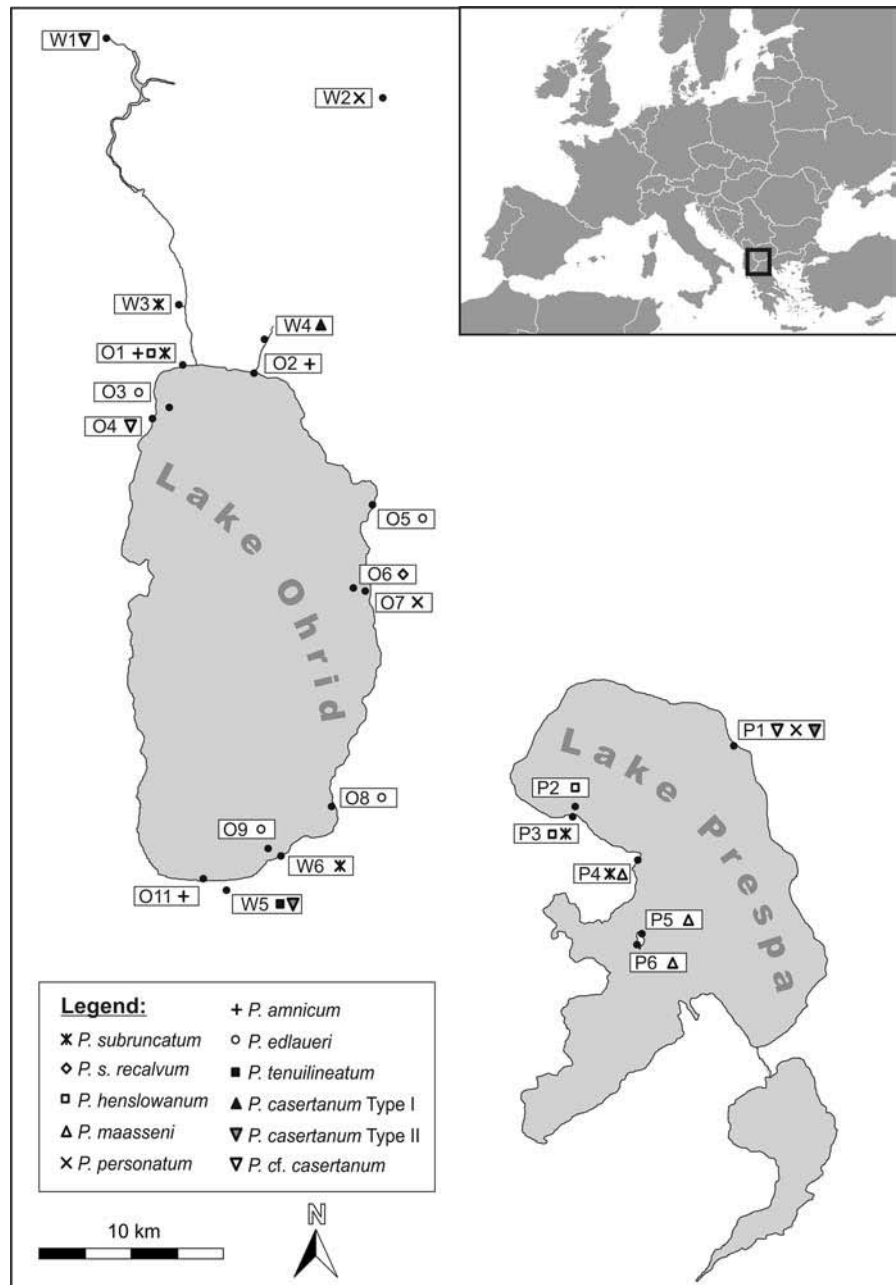 W1
W2
W3
W4
O1
O2
O3
O4
Lake Ohrid
O5
O6
O7
O8
O9
W6
O11
W5
Lake Prespa
P1
P2
P3
P4
P5
P6
Legend:
P. subruncatum
P. s. recalvum
P. henslowanum
P. maasseni
P. personatum
P. amnicum
P. edlaueri
P. tenuilineatum
P. casertanum Type I
P. casertanum Type II
P. cf. casertanum
10 km
N